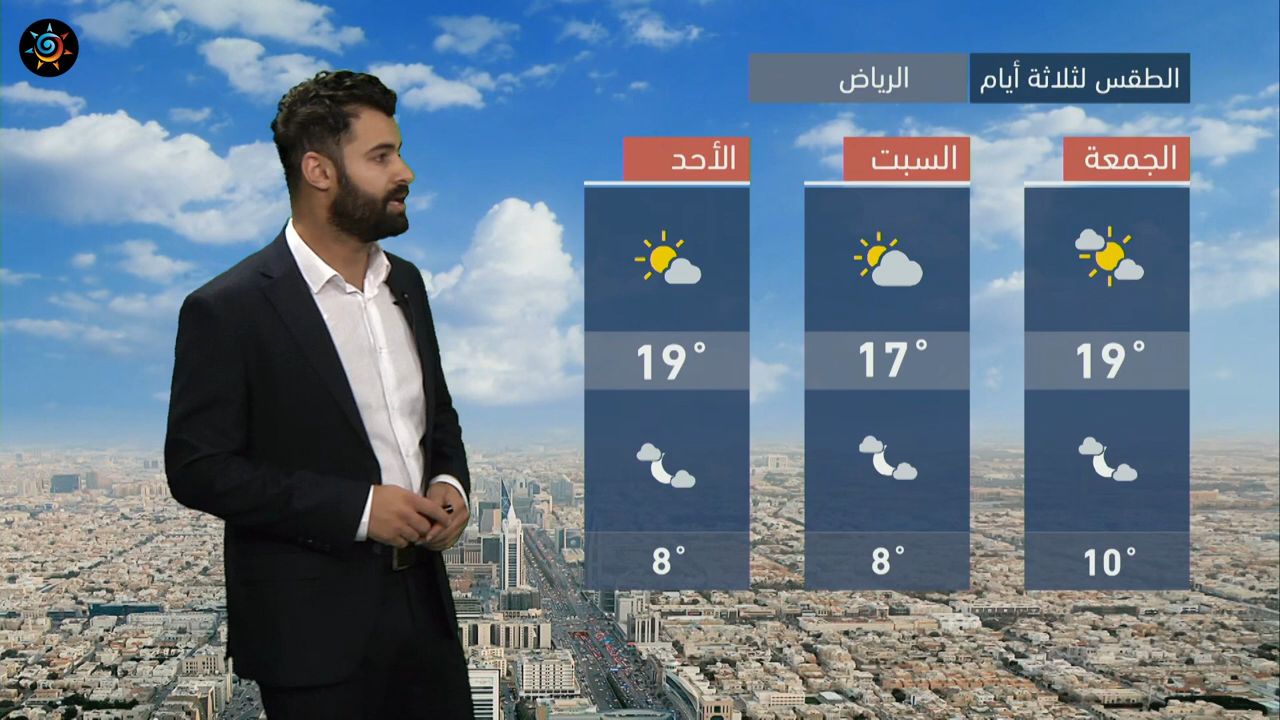 الطقس لثلاثة أيام
الرياض
الجمعة
السبت
الأحد
19°
17°
19°
10°
8°
8°